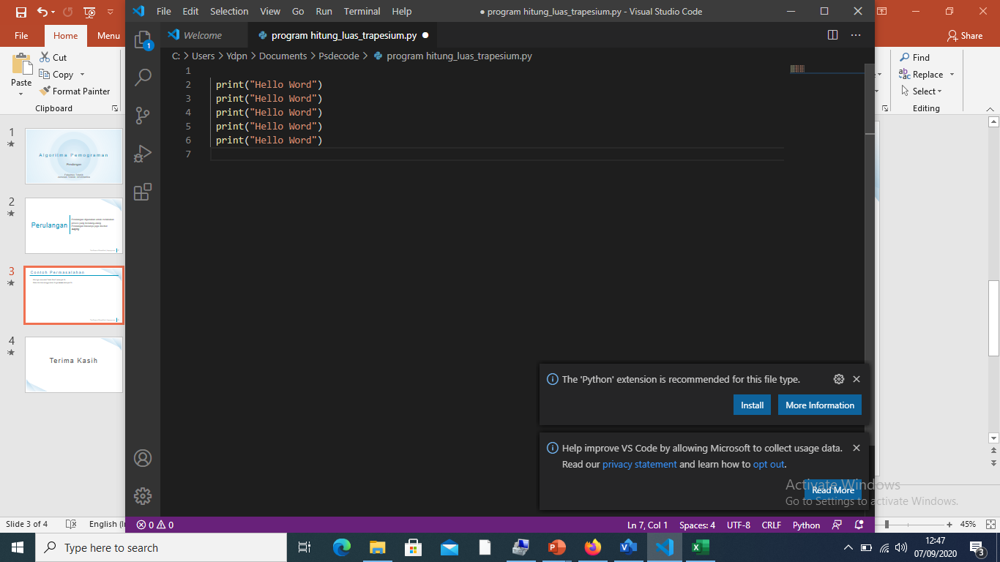 File Edit Selection View Go Run Terminal Help
● program hitung_luas_trapesium.py - Visual Studio Code
File Home Menu
Share
Paste
Cut
Copy
Format Painter
Clipboard
Find
Replace
Select
Editing
1
Algoritma Pemograman
Perulangan
2
Perulangan
3
Contoh Permasalahan
4
Terima Kasih
Slide 3 of 4
English (I
45%
1
Welcome
program hitung_luas_trapesium.py
C: > Users > Ydpn > Documents > Psdecode > program hitung_luas_trapesium.py
1
2 print("Hello Word")
3 print("Hello Word")
4 print("Hello Word")
5 print("Hello Word")
6 print("Hello Word")
7
The 'Python' extension is recommended for this file type.
Install
More Information
Help improve VS Code by allowing Microsoft to collect usage data.
Read our privacy statement and learn how to opt out.
Read More
Activate Windows
Go to Settings to activate Windows.
0 0
Ln 7, Col 1 Spaces: 4 UTF-8 CRLF Python
Type here to search
12:47
07/09/2020
3